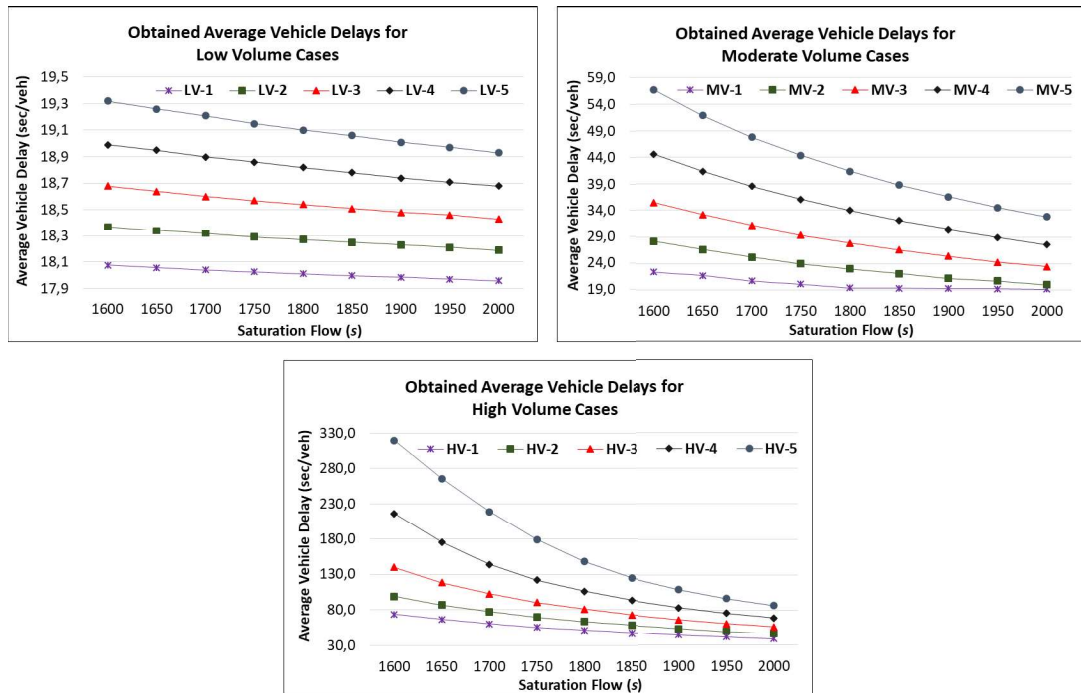 Obtained Average Vehicle Delays for
Low Volume Cases
Average Vehicle Delay (sec/veh)
19,5
19,3
19,1
18,9
18,7
18,5
18,3
18,1
17,9
LV-1 LV-2 LV-3 LV-4 LV-5
1600 1650 1700 1750 1800 1850 1900 1950 2000
Saturation Flow (s)
Obtained Average Vehicle Delays for
Moderate Volume Cases
Average Vehicle Delay (sec/veh)
59,0
54,0
49,0
44,0
39,0
34,0
29,0
24,0
19,0
MV-1 MV-2 MV-3 MV-4 MV-5
1600 1650 1700 1750 1800 1850 1900 1950 2000
Saturation Flow (s)
Obtained Average Vehicle Delays for
High Volume Cases
Average Vehicle Delay (sec/veh)
330,0
280,0
230,0
180,0
130,0
80,0
30,0
HV-1 HV-2 HV-3 HV-4 HV-5
1600 1650 1700 1750 1800 1850 1900 1950 2000
Saturation Flow (s)